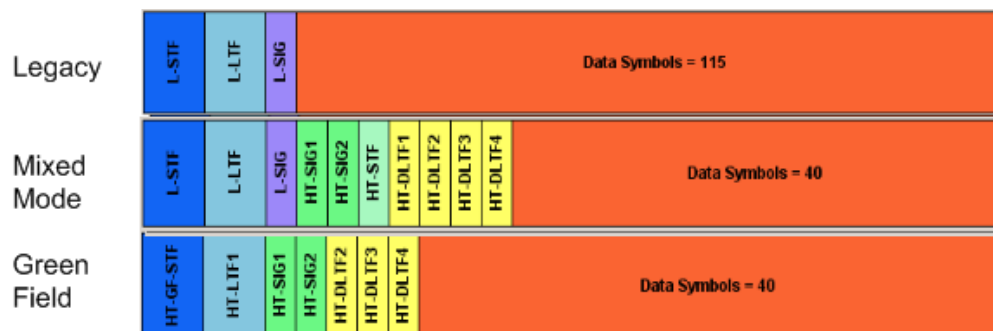 Legacy
L-STF
L-LTF
L-SIG
Data Symbols = 115
Mixed
Mode
L-STF
L-LTF
L-SIG
HT-SIG1
HT-SIG2
HT-STF
HT-DLTF1
HT-DLTF2
HT-DLTF3
HT-DLTF4
Data Symbols = 40
Green
Field
HT-GF-STF
HT-LTF1
HT-SIG1
HT-SIG2
HT-DLTF2
HT-DLTF3
HT-DLTF4
Data Symbols = 40